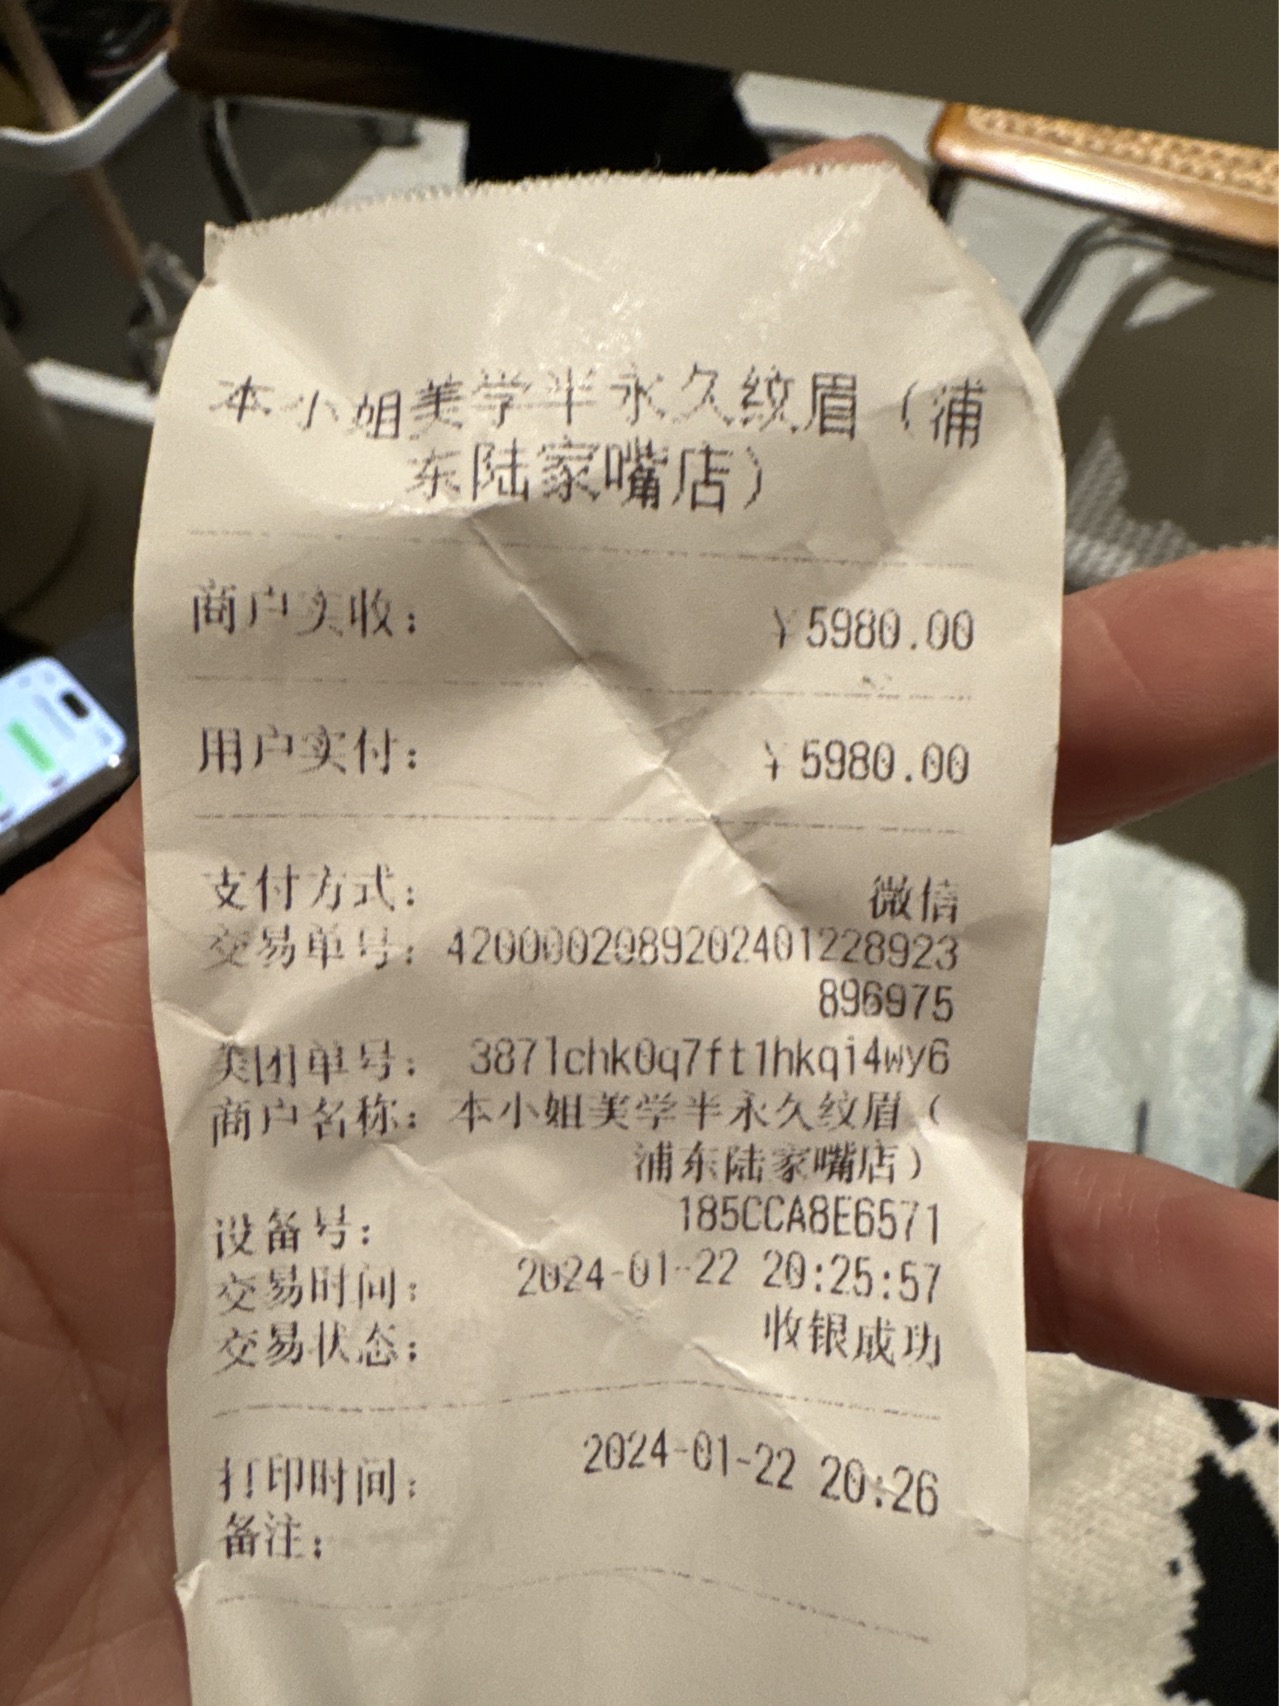 本小姐美学半永久纹眉（浦
东陆家嘴店）
商户实收： ￥5980.00
用户实付： ￥5980.00
支付方式： 微信
交易单号：4200002089202401228923
896975
美团单号： 3871chk0q7ft1hkqi4wy6
商户名称： 本小姐美学半永久纹眉（
浦东陆家嘴店）
设备号： 185CCA8E6571
交易时间： 2024-01-22 20:25:57
交易状态： 收银成功
打印时间： 2024-01-22 20:26
备注：